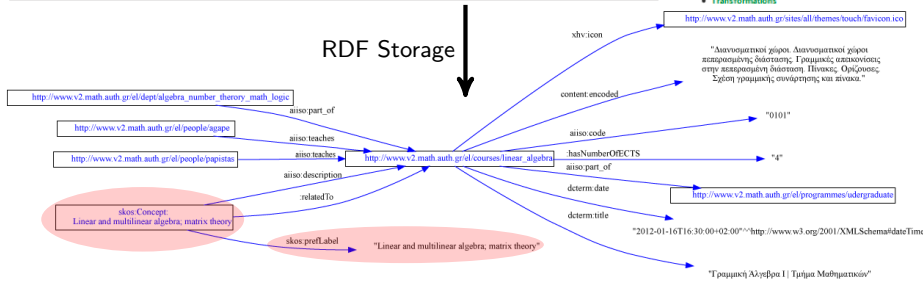 Transformations
http://www.v2.math.auth.gr/sites/all/themes/touch/favicon.ico
xhv:icon
RDF Storage
"Διανυσματικοί χώροι. Διανυσματικοί χώροι
πεπερασμένης διάστασης. Γραμμικές απεικονίσεις
στην πεπερασμένη διάσταση. Πίνακες. Ορίζουσες.
Σχέση γραμμικής συνάρτησης και πίνακα."
content:encoded
http://www.v2.math.auth.gr/el/dept/algebra_number_therory_math_logic
aiiso:part_of
"0101"
aiiso:code
http://www.v2.math.auth.gr/el/people/agape
aiiso:teaches
http://www.v2.math.auth.gr/el/people/papistas
aiiso:teaches
http://www.v2.math.auth.gr/el/courses/linear_algebra
:hasNumberOfECTS
"4"
aiiso:part_of
aiiso:description
http://www.v2.math.auth.gr/el/programmes/udergraduate
:relatedTo
dcterm:date
skos:Concept:
Linear and multilinear algebra; matrix theory
dcterm:title
"2012-01-16T16:30:00+02:00"^^http://www.w3.org/2001/XMLSchema#dateTime
skos:prefLabel
"Linear and multilinear algebra; matrix theory"
"Γραμμική Άλγεβρα Ι | Τμήμα Μαθηματικών"